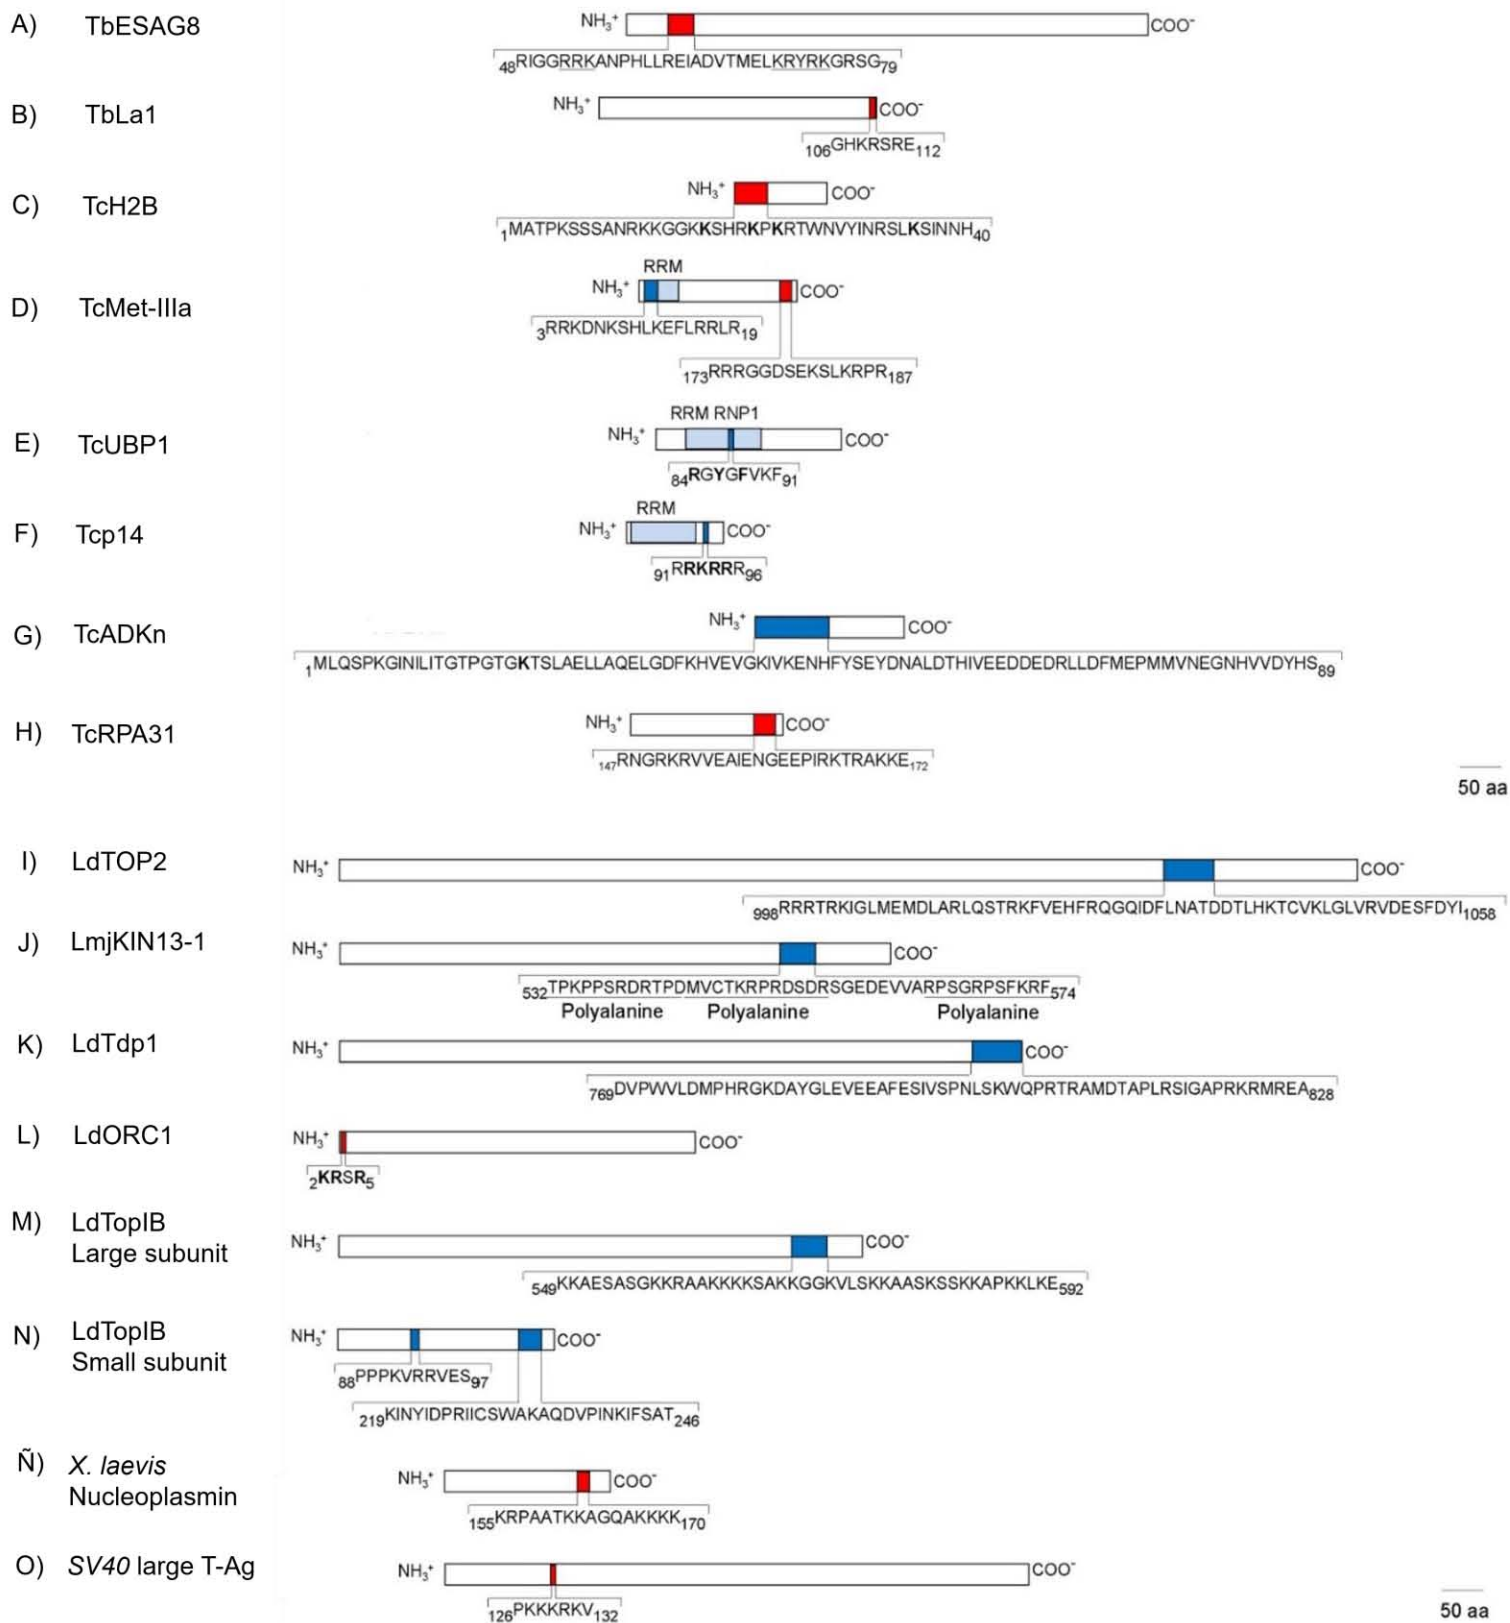 A) TbESAG8 NH₃⁺ COO⁻
48RIGGRRKANPHLLREIADVTMELKRYRKGRSG79
B) TbLa1 NH₃⁺ COO⁻
106GHKRSRE112
C) TcH2B NH₃⁺ COO⁻
1MATPKSSSANRKKGGKKSHRKPKRTWNVYINRSLKSINNH40
RRM
D) TcMet-IIIa NH₃⁺ COO⁻
3RRKDNKSHLKEFLRRLR19
173RRRGGDSEKSLKRPR187
RRM RNP1
E) TcUBP1 NH₃⁺ COO⁻
84RGYGFVKF91
RRM
F) Tcp14 NH₃⁺ COO⁻
91RRKRRR96
G) TcADKn NH₃⁺ COO⁻
1MLQSPKGINILITGTPGTGKTSLAELLAQELGDFKHVEVGKIVKENHFYSEYDNALDTHIVEEDDEDRLLDFMEPMMVNEGNHVVDYHS89
H) TcRPA31 NH₃⁺ COO⁻
147RNGRKRVVEAIENGEEPIRKTRAKKE172
50 aa
I) LdTOP2 NH₃⁺ COO⁻
998RRRTRKIGLMEMDLARLQSTRKFVEHFRQGQIDFLNATDDTLHKTCVKLGLVRVDESFDYI1058
J) LmjKIN13-1 NH₃⁺ COO⁻
532TPKPPSRDRTPDMVCTKRPRDSDRSGEDEVVARPSGRPSFKRF574
Polyalanine Polyalanine Polyalanine
K) LdTdp1 NH₃⁺ COO⁻
769DVPWVLDMPHRGKDAYGLEVEEAFESIVSPNLSKWQPRTRAMDTAPLRSIGAPRKRMREA828
L) LdORC1 NH₃⁺ COO⁻
2KRSR5
M) LdTopIB NH₃⁺ COO⁻
Large subunit
549KKAESASGKKRAAKKKKSAKKGGKVLSKKAASKSSKKAPKKLKE592
N) LdTopIB NH₃⁺ COO⁻
Small subunit
88PPPKVRRVES97
219KINYIDPRIICSWAKAQDVPINKIFSAT246
Ñ) X. laevis NH₃⁺ COO⁻
Nucleoplasmin
155KRPAATKKAGQAKKKK170
O) SV40 large T-Ag NH₃⁺ COO⁻
126PKKKRKV132
50 aa